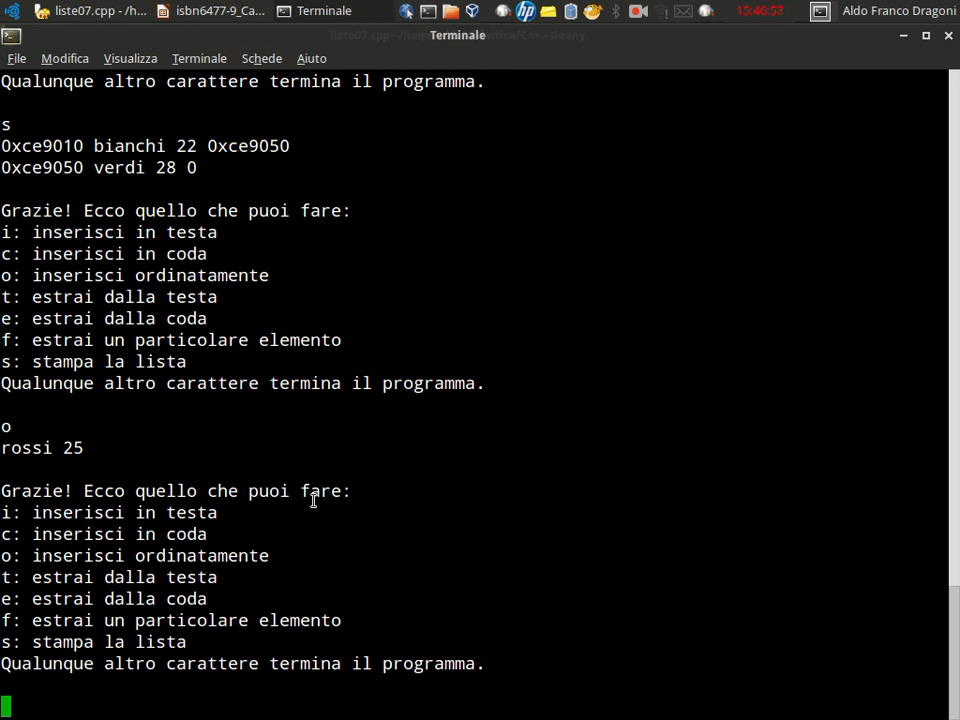 liste07.cpp - /h...
isbn6477-9_Ca...
Terminale
15:46:53
Aldo Franco Dragoni
Terminale
File Modifica Visualizza Terminale Schede Aiuto
Qualunque altro carattere termina il programma.
s
0xce9010 bianchi 22 0xce9050
0xce9050 verdi 28 0
Grazie! Ecco quello che puoi fare:
i: inserisci in testa
c: inserisci in coda
o: inserisci ordinatamente
t: estrai dalla testa
e: estrai dalla coda
f: estrai un particolare elemento
s: stampa la lista
Qualunque altro carattere termina il programma.
o
rossi 25
Grazie! Ecco quello che puoi fare:
i: inserisci in testa
c: inserisci in coda
o: inserisci ordinatamente
t: estrai dalla testa
e: estrai dalla coda
f: estrai un particolare elemento
s: stampa la lista
Qualunque altro carattere termina il programma.